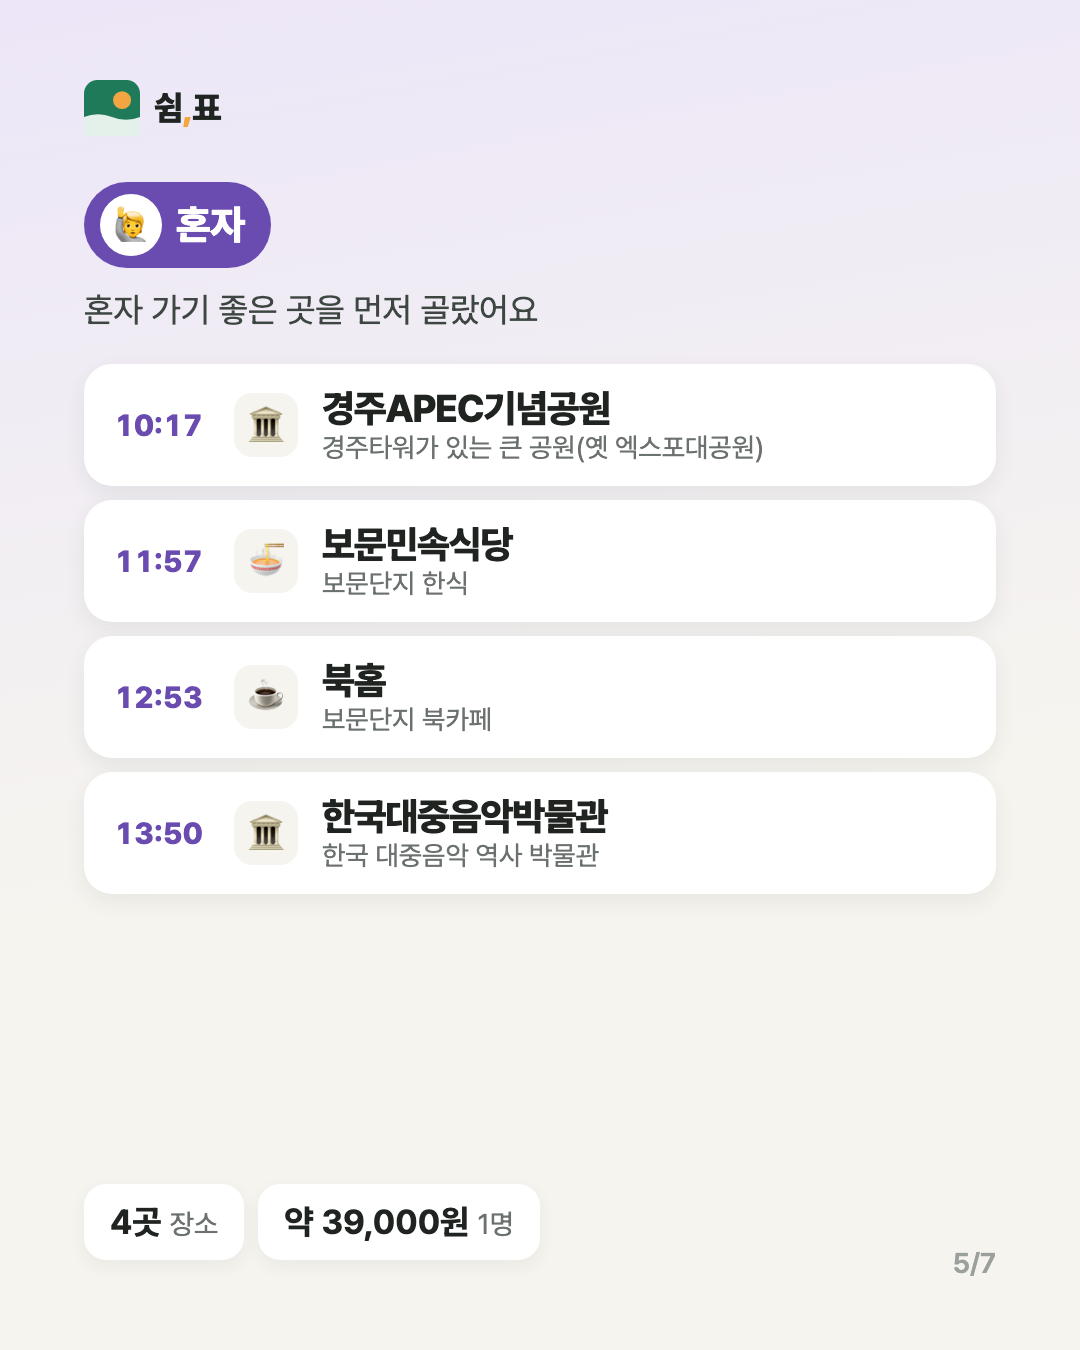 쉼,표
혼자
혼자 가기 좋은 곳을 먼저 골랐어요
10:17
경주APEC기념공원
경주타워가 있는 큰 공원(옛 엑스포대공원)
11:57
보문민속식당
보문단지 한식
12:53
북홈
보문단지 북카페
13:50
한국대중음악박물관
한국 대중음악 역사 박물관
4곳 장소
약 39,000원 1명
5/7